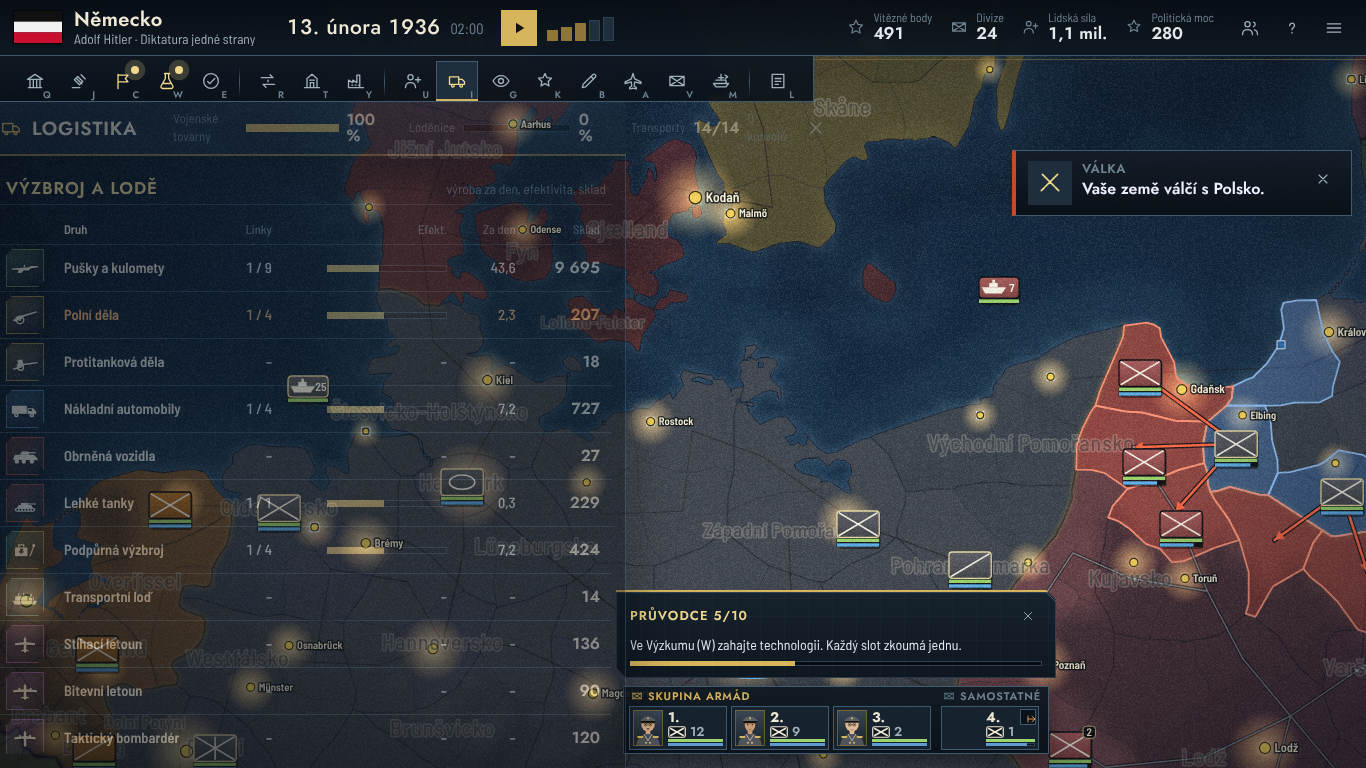 Německo
Adolf Hitler · Diktatura jedné strany
13. února 1936 02:00
Vítězné body
491
Divize
24
Lidská síla
1,1 mil.
Politická moc
280
?
Q J C W E R T Y U I G K B A V M L
LOGISTIKA
Vojenské továrny
100 %
Loděnice
0 %
Transporty
14/14
VÝZBROJ A LODĚ
výroba za den, efektivita, sklad
Druh Linky Efekt. Za den Sklad
Pušky a kulomety 1 / 9 43,6 9 695
Polní děla 1 / 4 2,3 207
Protitanková děla - - - 18
Nákladní automobily 1 / 4 7,2 727
Obrněná vozidla - - - 27
Lehké tanky 1 / 1 0,3 229
Podpůrná výzbroj 1 / 4 7,2 424
Transportní loď - - - 14
Stíhací letoun - - - 136
Bitevní letoun - - - 90
Taktický bombardér - - - 120
VÁLKA
Vaše země válčí s Polsko.
Skåne
Aarhus
Jižní Jutsko
Kodaň
Malmö
Odense
Fyn
Sjælland
Lolland-Falster
7
Kiel
25
Šlesvicko-Holštýnsko
Rostock
Gdaňsk
Elbing
Východní Pomořansko
Západní Pomořa
Brémy
Lüneburgsko
Overijssel
Osnabrück
Hannoversko
Westfálsko
Münster
Brunšvicko
Kujavsko
Toruň
Poznaň
Lodž
Lodž
2
PRŮVODCE 5/10
Ve Výzkumu (W) zahajte technologii. Každý slot zkoumá jednu.
SKUPINA ARMÁD
SAMOSTATNÉ
1.
12
2.
9
3.
2
4.
1